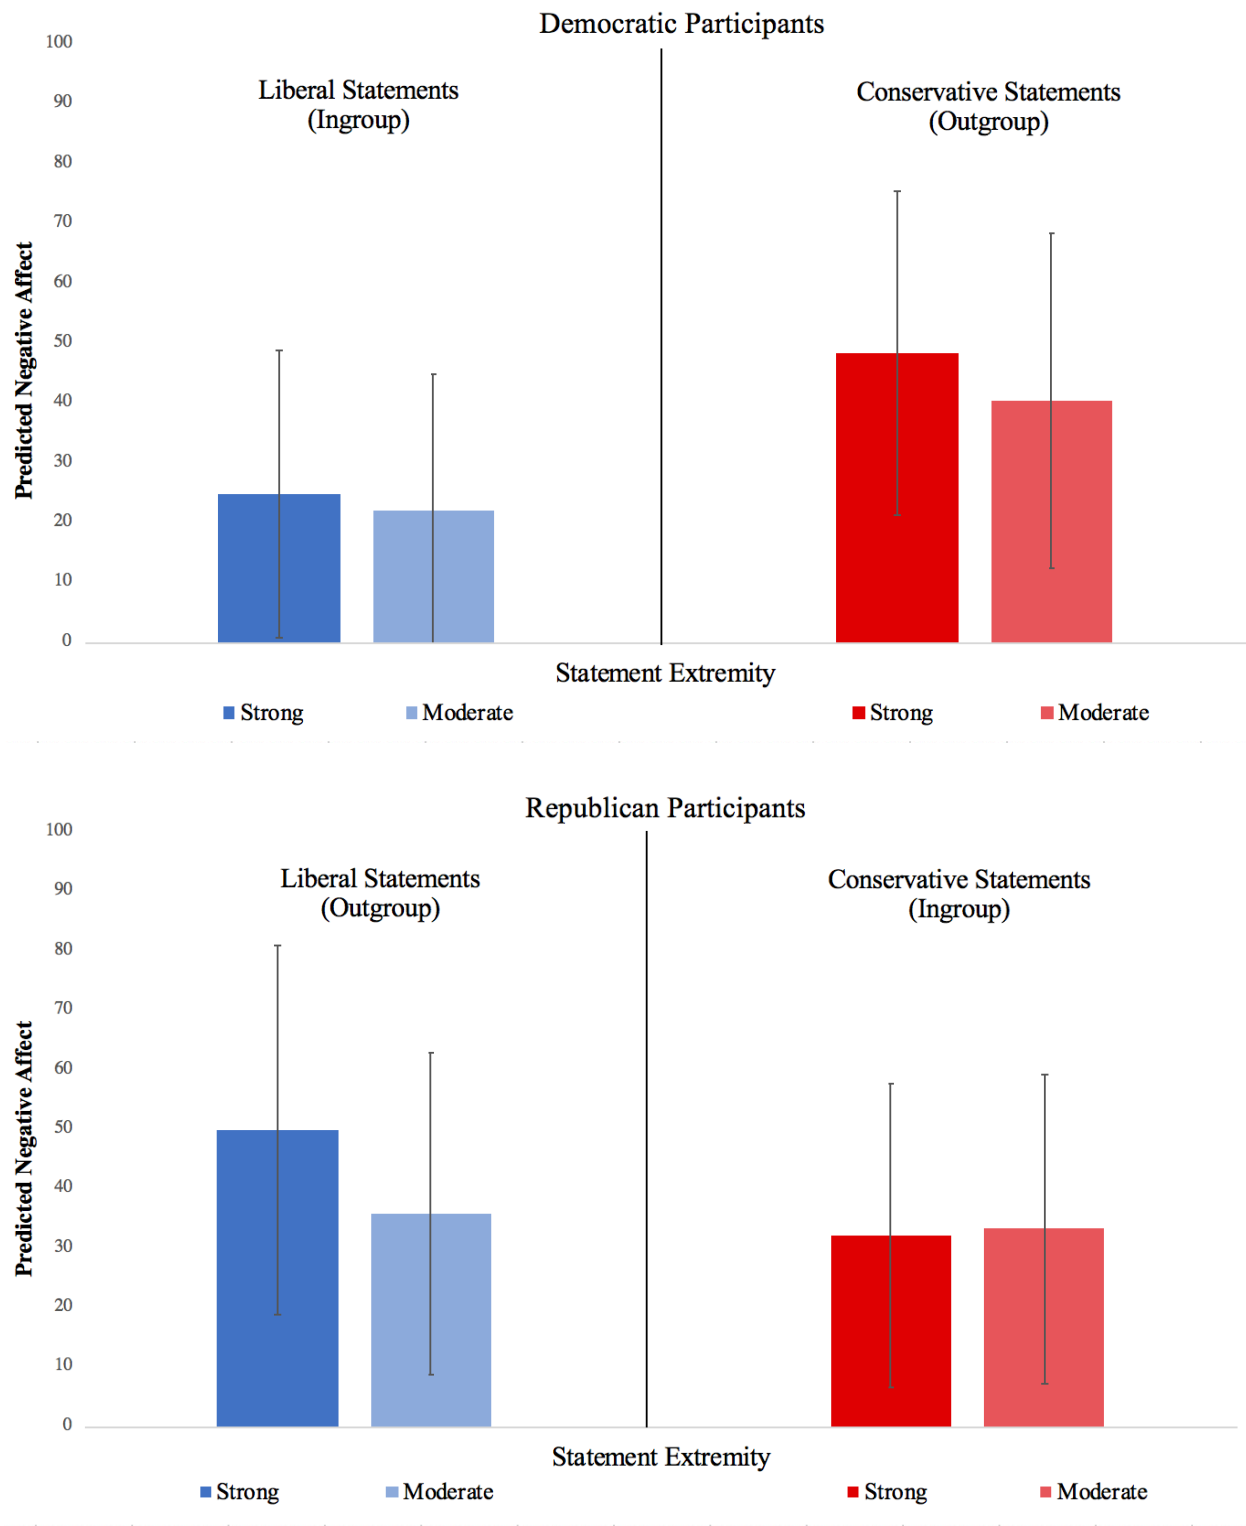 Democratic Participants
100
90
80
70
60
50
40
30
20
10
0
Predicted Negative Affect
Liberal Statements
(Ingroup)
Conservative Statements
(Outgroup)
Statement Extremity
Strong
Moderate
Strong
Moderate
Republican Participants
100
90
80
70
60
50
40
30
20
10
0
Predicted Negative Affect
Liberal Statements
(Outgroup)
Conservative Statements
(Ingroup)
Statement Extremity
Strong
Moderate
Strong
Moderate